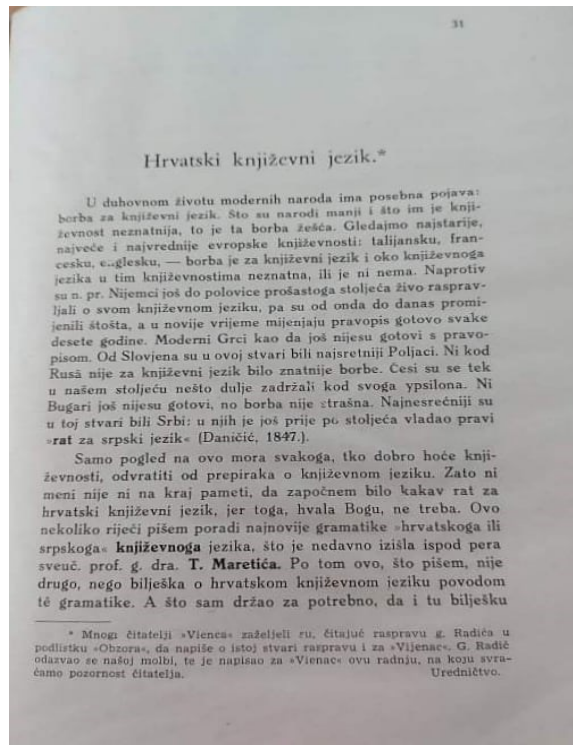 31
Hrvatski književni jezik.*
U duhovnom životu modernih naroda ima posebna pojava:
borba za književni jezik. Što su narodi manji i što im je knji-
ževnost neznatnija, to je ta borba žešća. Gledajmo najstarije,
najveće i najvrednije evropske književnosti: talijansku, fran-
cesku, englesku, — borba je za književni jezik i oko književnoga
jezika u tim književnostima neznatna, ili je ni nema. Naprotiv
su n. pr. Nijemci još do polovice prošastoga stoljeća živo rasprav-
ljali o svom književnom jeziku, pa su od onda do danas promi-
jenili štošta, a u novije vrijeme mijenjaju pravopis gotovo svake
desete godine. Moderni Grci kao da još nijesu gotovi s pravo-
pisom. Od Slovjena su u ovoj stvari bili najsretniji Poljaci. Ni kod
Rusâ nije za književni jezik bilo znatnije borbe. Česi su se tek
u našem stoljeću nešto dulje zadržali kod svoga ypsilona. Ni
Bugari još nijesu gotovi, no borba nije strašna. Najnesrećniji su
u toj stvari bili Srbi: u njih je još prije po stoljeća vladao pravi
»rat za srpski jezik« (Daničić, 1847.).
Samo pogled na ovo mora svakoga, tko dobro hoće knji-
ževnosti, odvratiti od prepiraka o književnom jeziku. Zato ni
meni nije ni na kraj pameti, da započnem bilo kakav rat za
hrvatski književni jezik, jer toga, hvala Bogu, ne treba. Ovo
nekoliko riječi pišem poradi najnovije gramatike »hrvatskoga ili
srpskoga« književnoga jezika, što je nedavno izišla ispod pera
sveuč. prof. g. dra. T. Maretića. Po tom ovo, što pišem, nije
drugo, nego bilješka o hrvatskom književnom jeziku povodom
tê gramatike. A što sam držao za potrebno, da i tu bilješku
* Mnogi čitatelji »Vienca« zaželjeli su, čitajuć raspravu g. Radića u
podlistku »Obzora«, da napiše o istoj stvari raspravu i za »Vijenac«. G. Radić
odazvao se našoj molbi, te je napisao za »Vienac« ovu radnju, na koju svra-
ćamo pozornost čitatelja. Uredničtvo.